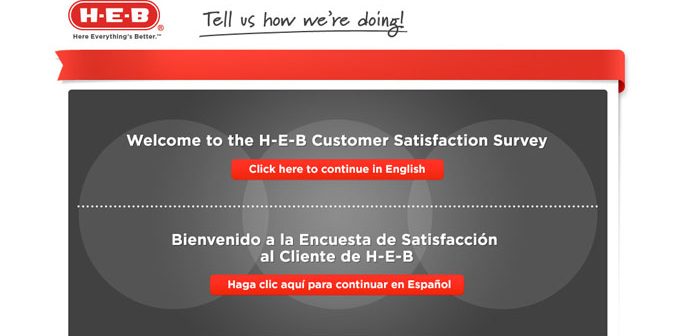 H-E-B®
Here Everything's Better.™
Tell us how we're doing!
Welcome to the H-E-B Customer Satisfaction Survey
Click here to continue in English
Bienvenido a la Encuesta de Satisfacción
al Cliente de H-E-B
Haga clic aquí para continuar en Español